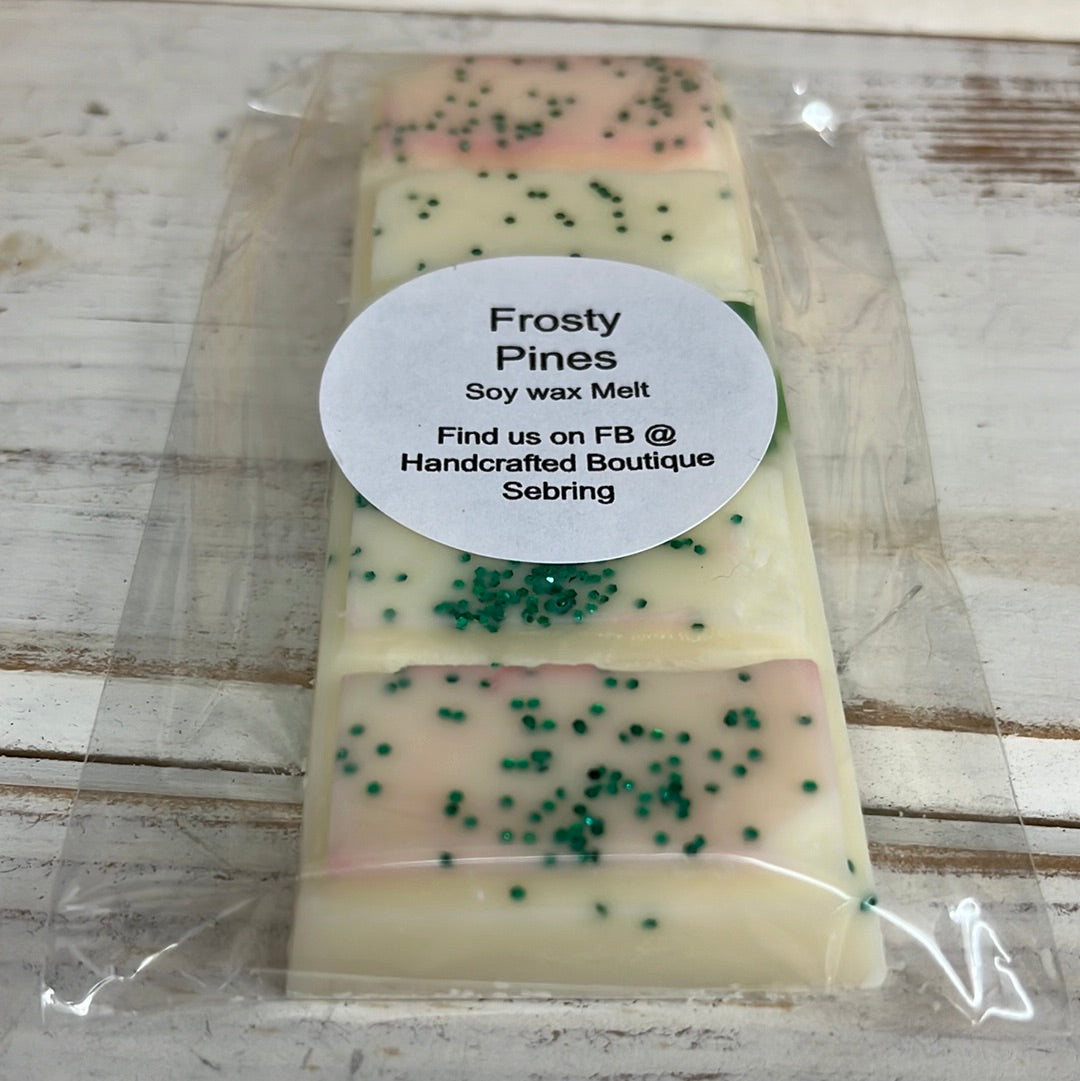 Frosty
Pines
Soy wax Melt
Find us on FB @
Handcrafted Boutique
Sebring